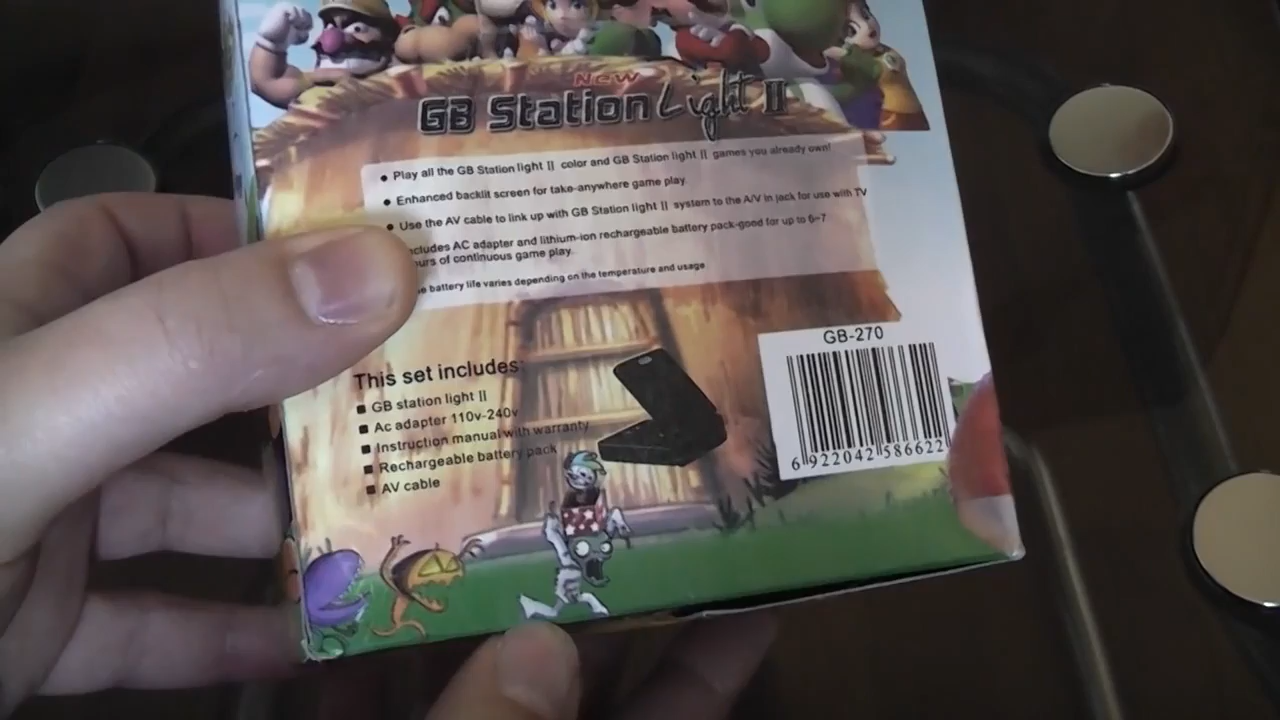 New
GB Station Light II
● Play all the GB Station light II color and GB Station light II games you already own!
● Enhanced backlit screen for take-anywhere game play.
● Use the AV cable to link up with GB Station light II system to the A/V in jack for use with TV
AC adapter and lithium-ion rechargeable battery pack-good for up to 6-7
of continuous game play.
battery life varies depending on the temperature and usage
This set includes:
■ GB station light II
■ Ac adapter 110v-240v
■ Instruction manual with warranty
■ Rechargeable battery pack
■ AV cable
GB-270
6 922042 586622